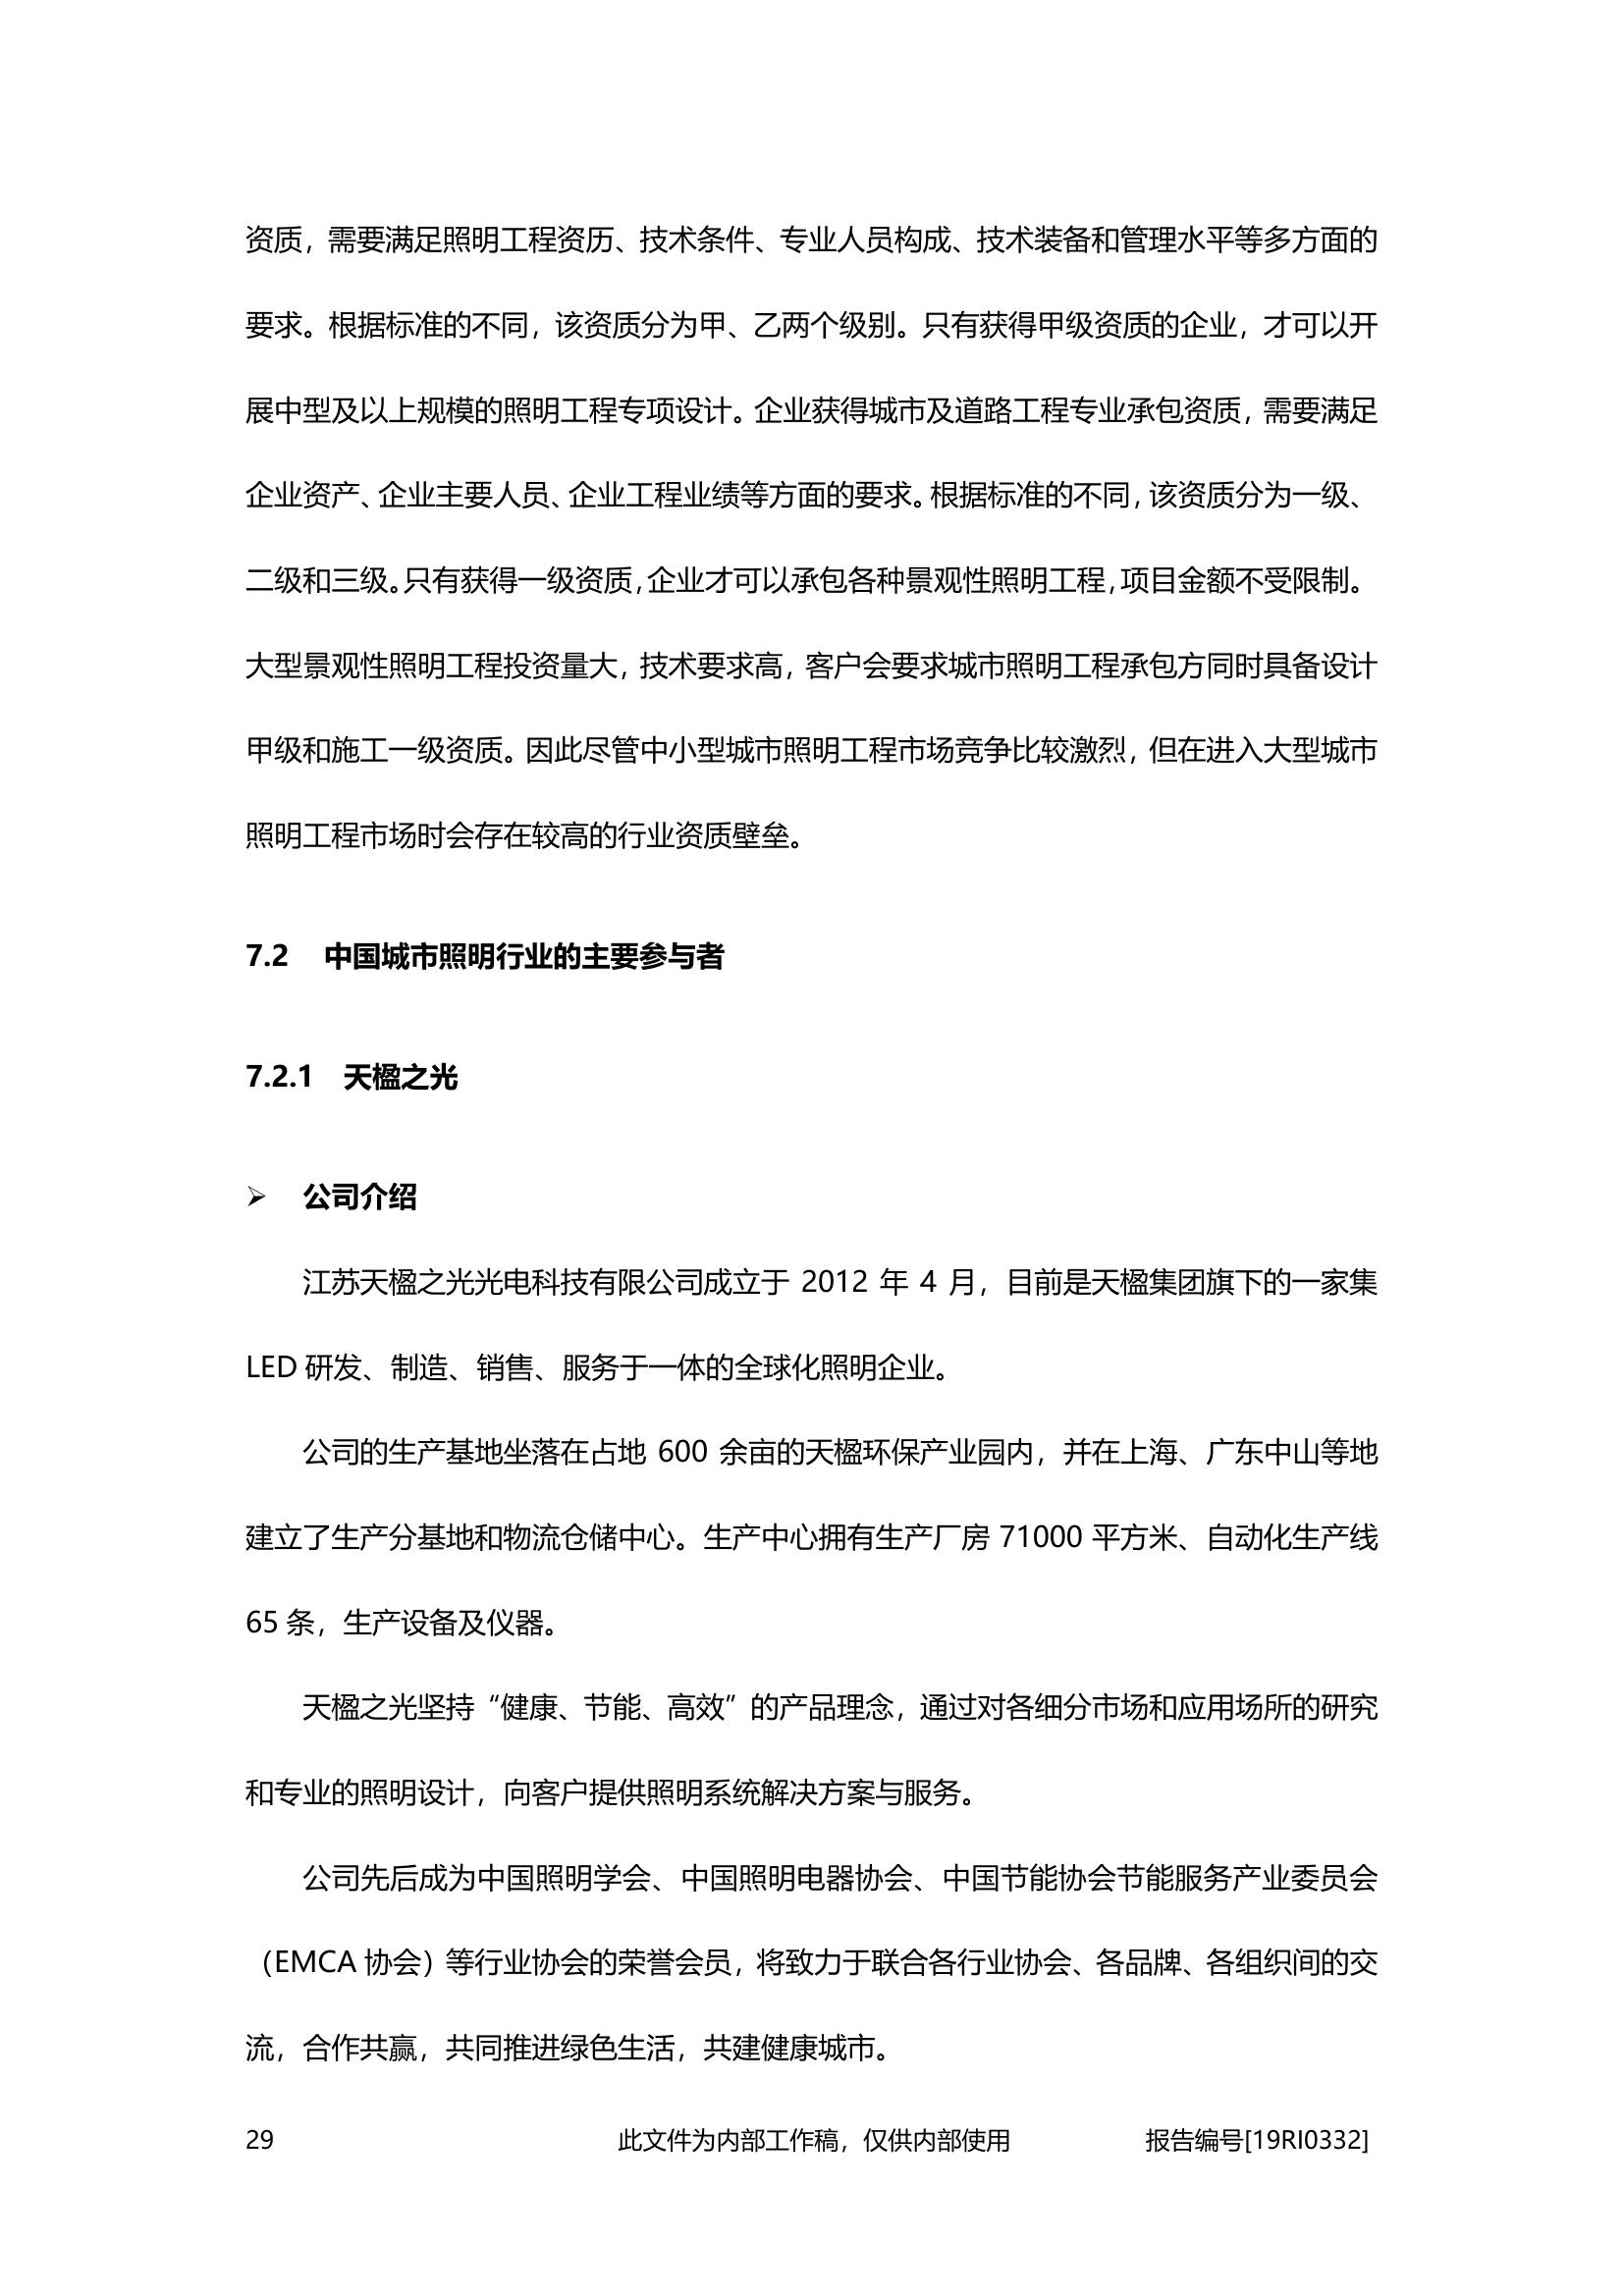 资质，需要满足照明工程资历、技术条件、专业人员构成、技术装备和管理水平等多方面的
要求。根据标准的不同，该资质分为甲、乙两个级别。只有获得甲级资质的企业，才可以开
展中型及以上规模的照明工程专项设计。企业获得城市及道路工程专业承包资质，需要满足
企业资产、企业主要人员、企业工程业绩等方面的要求。根据标准的不同，该资质分为一级、
二级和三级。只有获得一级资质，企业才可以承包各种景观性照明工程，项目金额不受限制。
大型景观性照明工程投资量大，技术要求高，客户会要求城市照明工程承包方同时具备设计
甲级和施工一级资质。因此尽管中小型城市照明工程市场竞争比较激烈，但在进入大型城市
照明工程市场时会存在较高的行业资质壁垒。
7.2 中国城市照明行业的主要参与者
7.2.1 天楹之光
➢ 公司介绍
江苏天楹之光光电科技有限公司成立于 2012 年 4 月，目前是天楹集团旗下的一家集
LED 研发、制造、销售、服务于一体的全球化照明企业。
公司的生产基地坐落在占地 600 余亩的天楹环保产业园内，并在上海、广东中山等地
建立了生产分基地和物流仓储中心。生产中心拥有生产厂房 71000 平方米、自动化生产线
65 条，生产设备及仪器。
天楹之光坚持“健康、节能、高效”的产品理念，通过对各细分市场和应用场所的研究
和专业的照明设计，向客户提供照明系统解决方案与服务。
公司先后成为中国照明学会、中国照明电器协会、中国节能协会节能服务产业委员会
（EMCA 协会）等行业协会的荣誉会员，将致力于联合各行业协会、各品牌、各组织间的交
流，合作共赢，共同推进绿色生活，共建健康城市。
29 此文件为内部工作稿，仅供内部使用 报告编号[19RI0332]